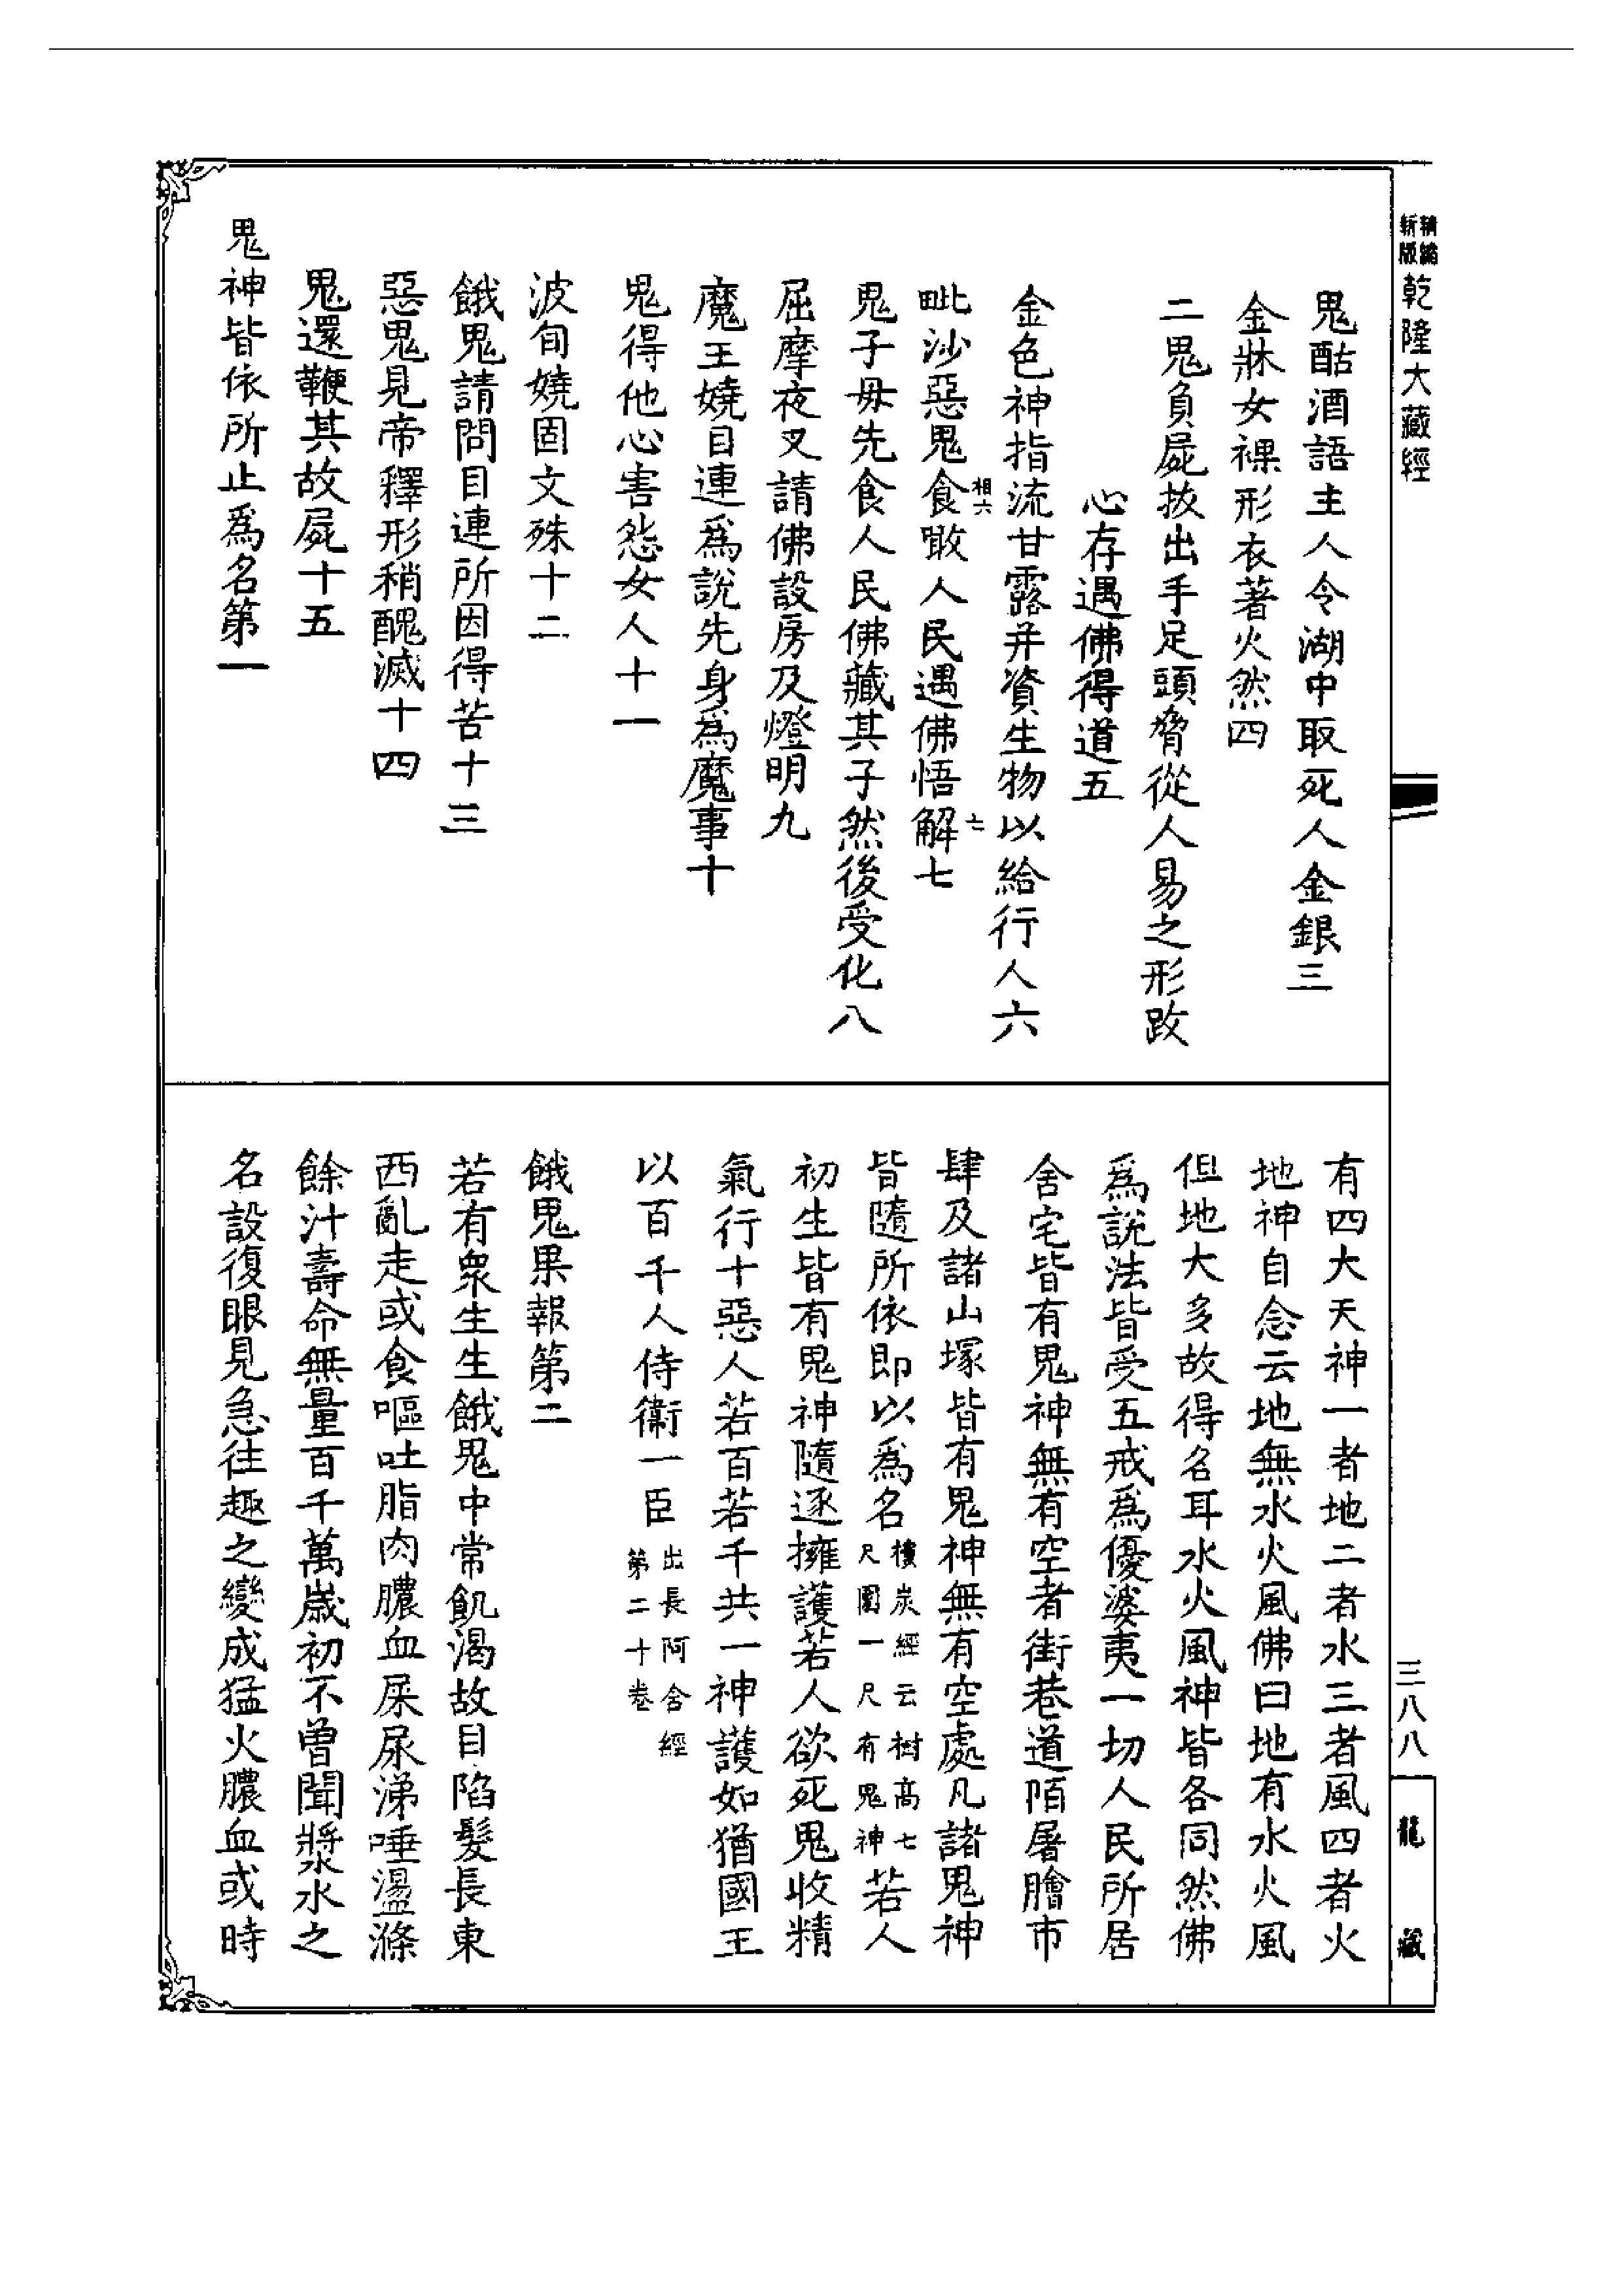 精編
新版
乾隆大藏經
鬼酤酒語主人令湖中取死人金銀三
金牀女裸形衣著火然四
二鬼負屍拔出手足頭脅從人易之形改
心存遇佛得道五
金色神指流甘露并資生物以給行人六
毗沙惡鬼食噉人民遇佛悟解七
相六
七
鬼子母先食人民佛藏其子然後受化八
屈摩夜叉請佛設房及燈明九
魔王嬈目連爲說先身爲魔事十
鬼得他心害怨女人十一
波旬嬈固文殊十二
餓鬼請問目連所因得苦十三
惡鬼見帝釋形稍醜滅十四
鬼還鞭其故屍十五
鬼神皆依所止爲名第一
有四大天神一者地二者水三者風四者火
地神自念云地無水火風佛曰地有水火風
但地大多故得名耳水火風神皆各同然佛
爲說法皆受五戒爲優婆夷一切人民所居
舍宅皆有鬼神無有空者街巷道陌屠膾市
肆及諸山塚皆有鬼神無有空處凡諸鬼神
皆隨所依即以爲名樓炭經云樹高七尺圍一尺有鬼神若人
初生皆有鬼神隨逐擁護若人欲死鬼收精
氣行十惡人若百若千共一神護如猶國王
以百千人侍衛一臣出長阿含經第二十卷
餓鬼果報第二
若有衆生生餓鬼中常飢渴故目陷髮長東
西亂走或食嘔吐脂肉膿血屎尿涕唾盪滌
餘汁壽命無量百千萬歲初不曾聞漿水之
名設復眼見急往趣之變成猛火膿血或時
三八八
龍藏